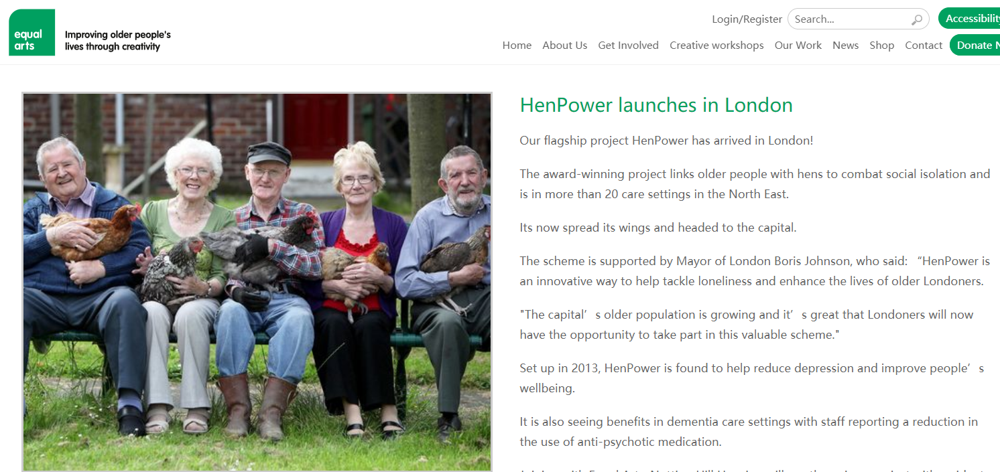 equal
arts
Improving older people's
lives through creativity
Login/Register
Search...
Accessibility
Home About Us Get Involved Creative workshops Our Work News Shop Contact Donate N
HenPower launches in London
Our flagship project HenPower has arrived in London!
The award-winning project links older people with hens to combat social isolation and
is in more than 20 care settings in the North East.
Its now spread its wings and headed to the capital.
The scheme is supported by Mayor of London Boris Johnson, who said: “HenPower is
an innovative way to help tackle loneliness and enhance the lives of older Londoners.
"The capital’s older population is growing and it’s great that Londoners will now
have the opportunity to take part in this valuable scheme."
Set up in 2013, HenPower is found to help reduce depression and improve people’s
wellbeing.
It is also seeing benefits in dementia care settings with staff reporting a reduction in
the use of anti-psychotic medication.